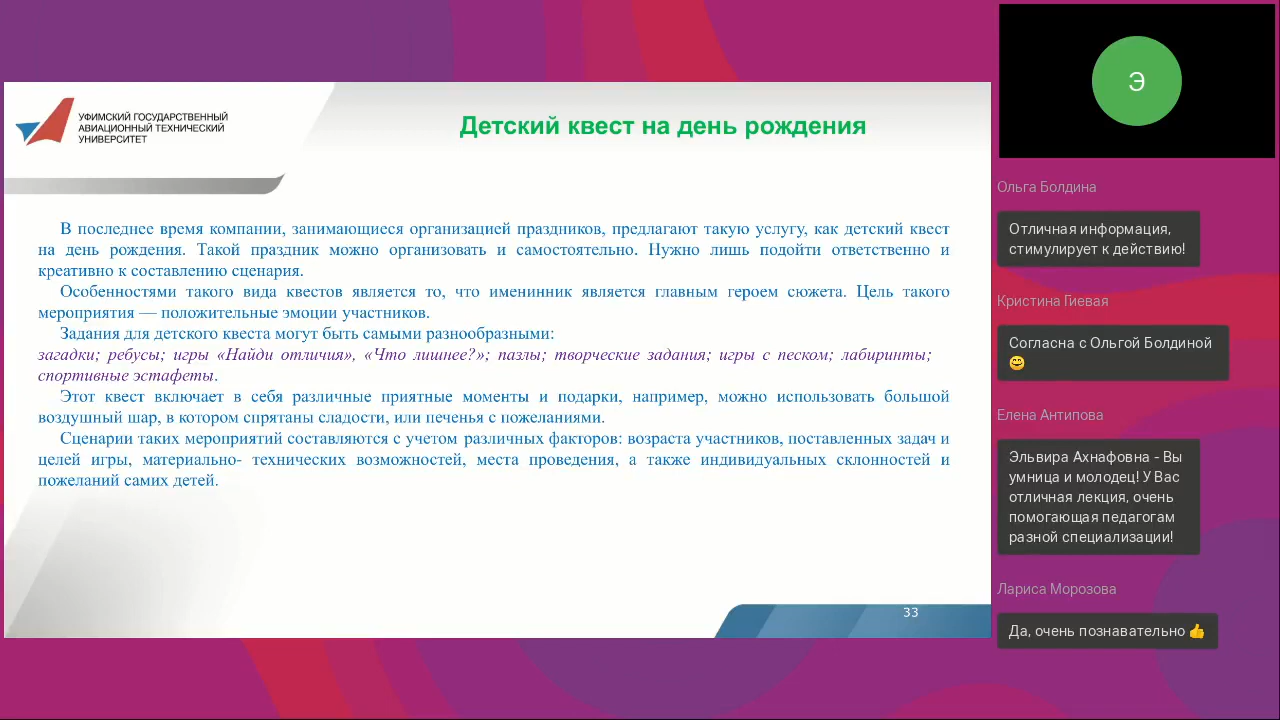 УФИМСКИЙ ГОСУДАРСТВЕННЫЙ
АВИАЦИОННЫЙ ТЕХНИЧЕСКИЙ
УНИВЕРСИТЕТ
Детский квест на день рождения
В последнее время компании, занимающиеся организацией праздников, предлагают такую услугу, как детский квест
на день рождения. Такой праздник можно организовать и самостоятельно. Нужно лишь подойти ответственно и
креативно к составлению сценария.
Особенностями такого вида квестов является то, что именинник является главным героем сюжета. Цель такого
мероприятия — положительные эмоции участников.
Задания для детского квеста могут быть самыми разнообразными:
загадки; ребусы; игры «Найди отличия», «Что лишнее?»; пазлы; творческие задания; игры с песком; лабиринты;
спортивные эстафеты.
Этот квест включает в себя различные приятные моменты и подарки, например, можно использовать большой
воздушный шар, в котором спрятаны сладости, или печенья с пожеланиями.
Сценарии таких мероприятий составляются с учетом различных факторов: возраста участников, поставленных задач и
целей игры, материально- технических возможностей, места проведения, а также индивидуальных склонностей и
пожеланий самих детей.
33
Э
Ольга Болдина
Отличная информация,
стимулирует к действию!
Кристина Гиевая
Согласна с Ольгой Болдиной
😊
Елена Антипова
Эльвира Ахнафовна - Вы
умница и молодец! У Вас
отличная лекция, очень
помогающая педагогам
разной специализации!
Лариса Морозова
Да, очень познавательно 👍